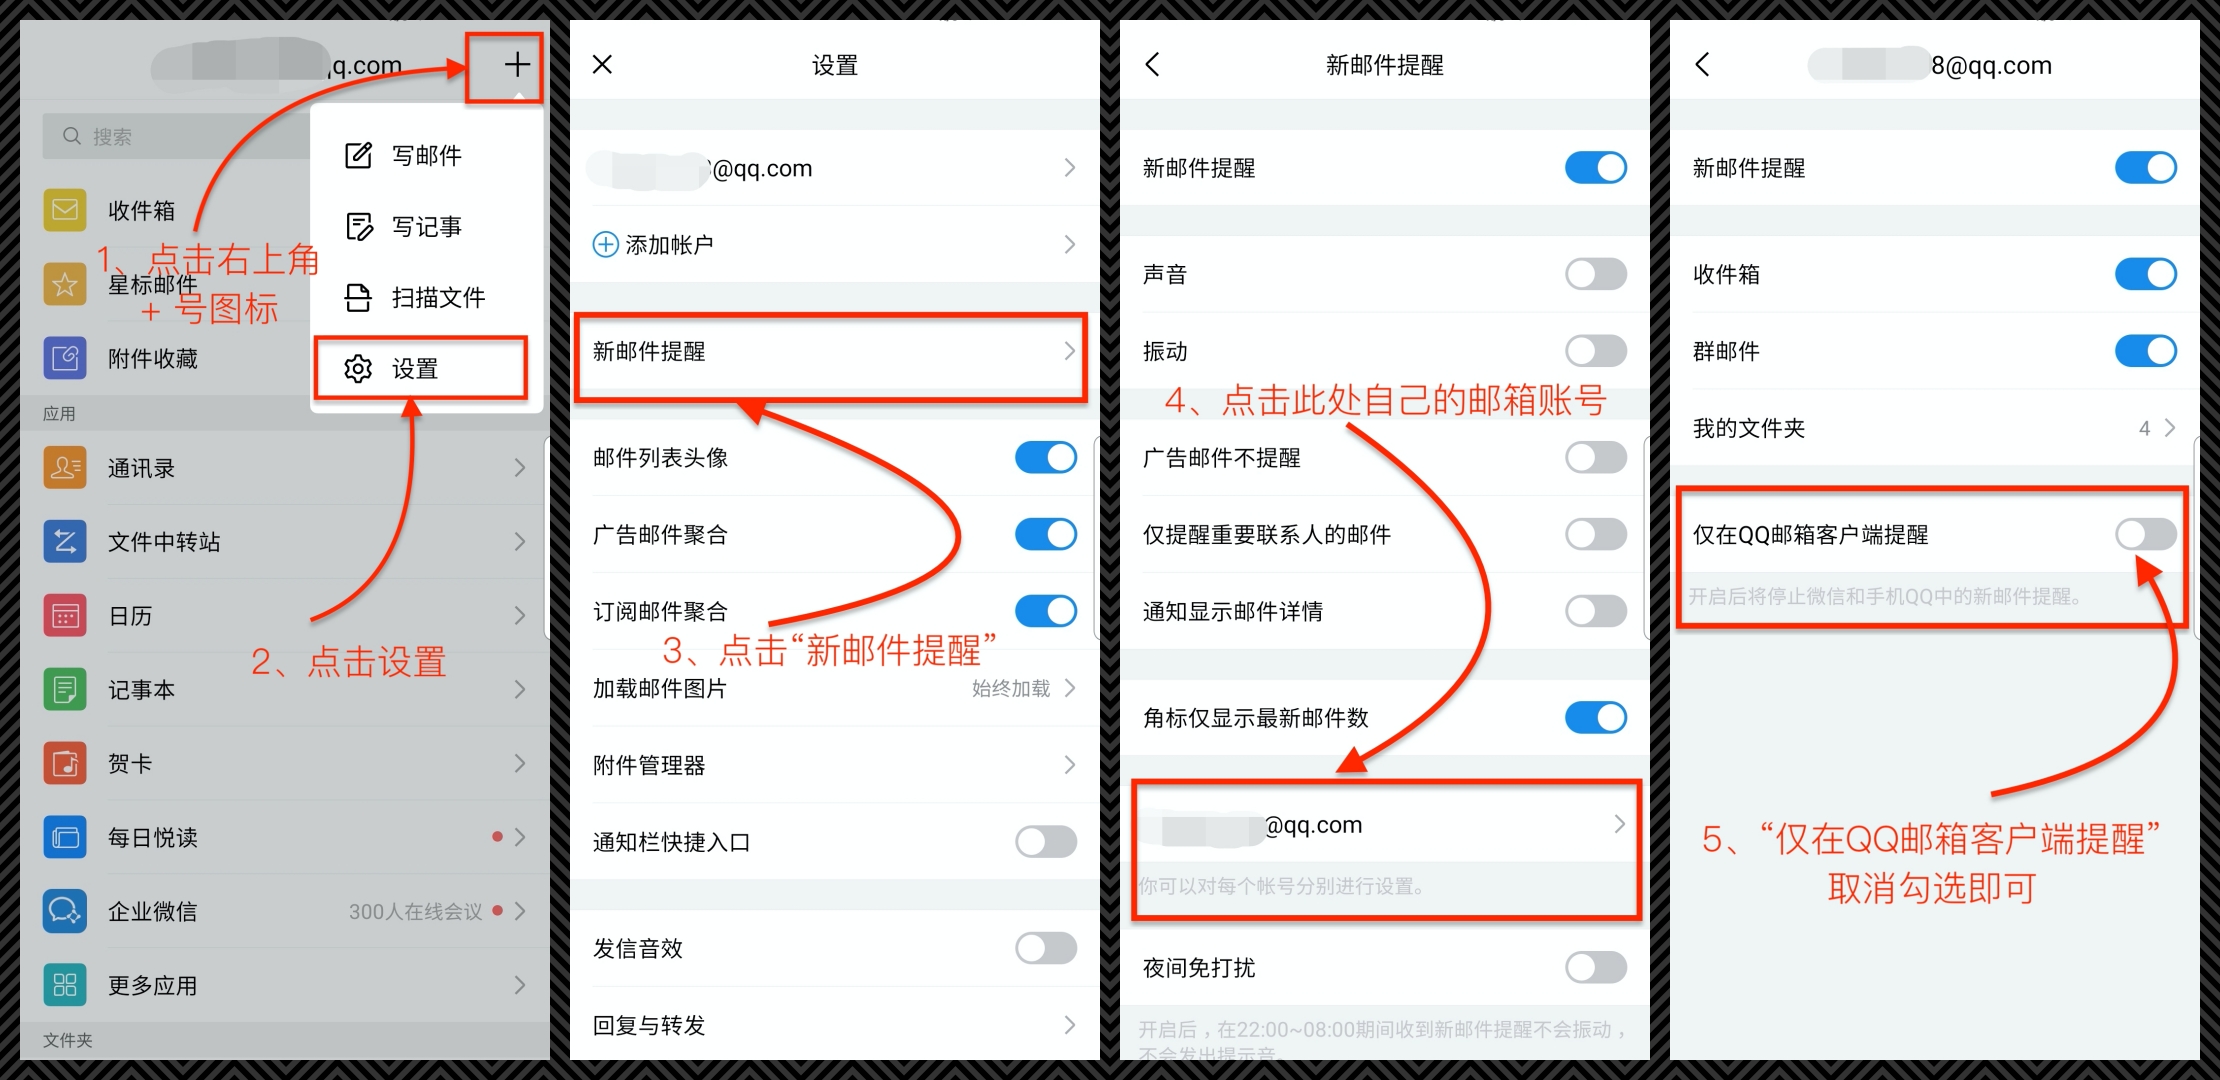 q.com
搜索
写邮件
写记事
扫描文件
设置
收件箱
1、点击右上角
+ 号图标
星标邮件
附件收藏
应用
通讯录
文件中转站
日历
2、点击设置
记事本
贺卡
每日悦读
企业微信 300人在线会议
更多应用
文件夹
设置
@qq.com
添加帐户
新邮件提醒
邮件列表头像
广告邮件聚合
订阅邮件聚合
3、点击“新邮件提醒”
加载邮件图片 始终加载
附件管理器
通知栏快捷入口
发信音效
回复与转发
新邮件提醒
新邮件提醒
声音
振动
4、点击此处自己的邮箱账号
广告邮件不提醒
仅提醒重要联系人的邮件
通知显示邮件详情
角标仅显示最新邮件数
@qq.com
你可以对每个帐号分别进行设置。
夜间免打扰
开启后，在22:00~08:00期间收到新邮件提醒不会振动，
不会发出提示音。
8@qq.com
新邮件提醒
收件箱
群邮件
我的文件夹 4
仅在QQ邮箱客户端提醒
开启后将停止微信和手机QQ中的新邮件提醒。
5、“仅在QQ邮箱客户端提醒”
取消勾选即可